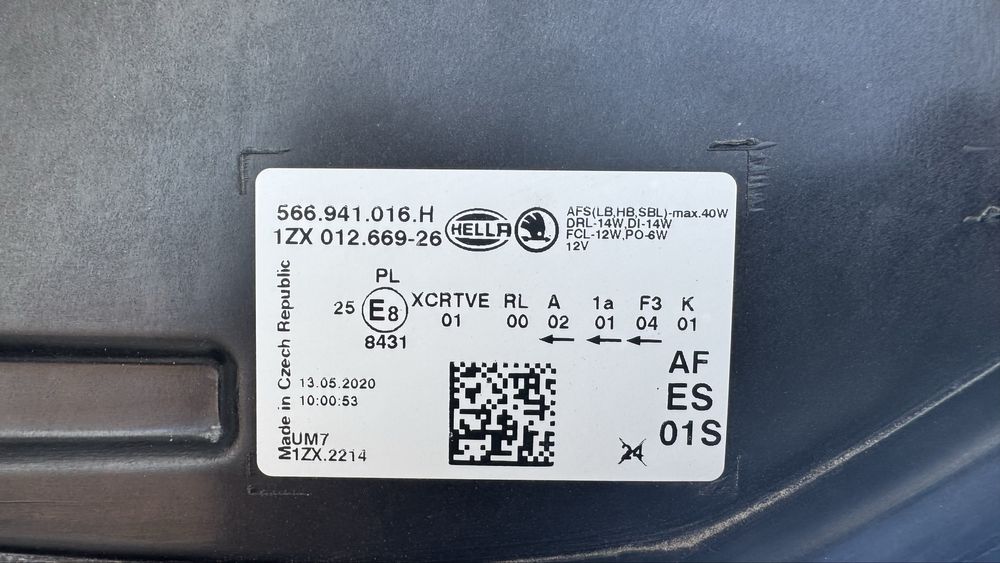 566.941.016.H
1ZX 012.669-26
HELLA
AFS(LB,HB,SBL)-max.40W
DRL-14W,DI-14W
FCL-12W,PO-6W
12V
Made in Czech Republic
PL
25 E8 XCRTVE RL A 1a F3 K
01 00 02 01 04 01
8431
13.05.2020
10:00:53
AF
ES
01S
UM7
1ZX.2214
24